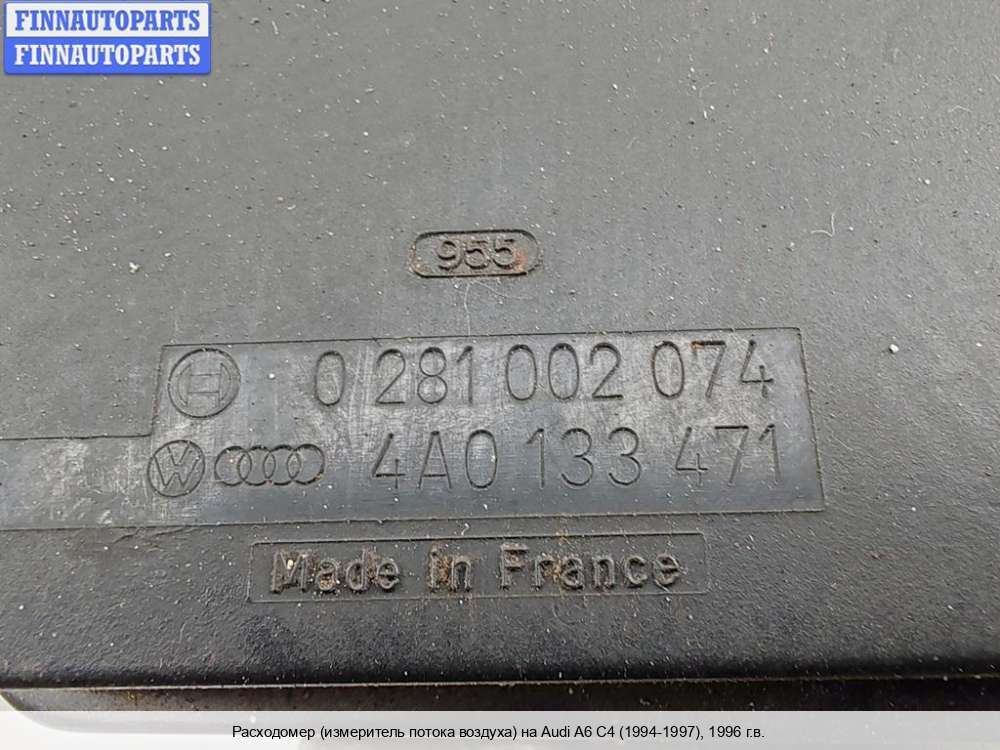 FINNAUTOPARTS
FINNAUTOPARTS
955
0 281 002 074
4A0 133 471
Made in France
Расходомер (измеритель потока воздуха) на Audi A6 C4 (1994-1997), 1996 г.в.